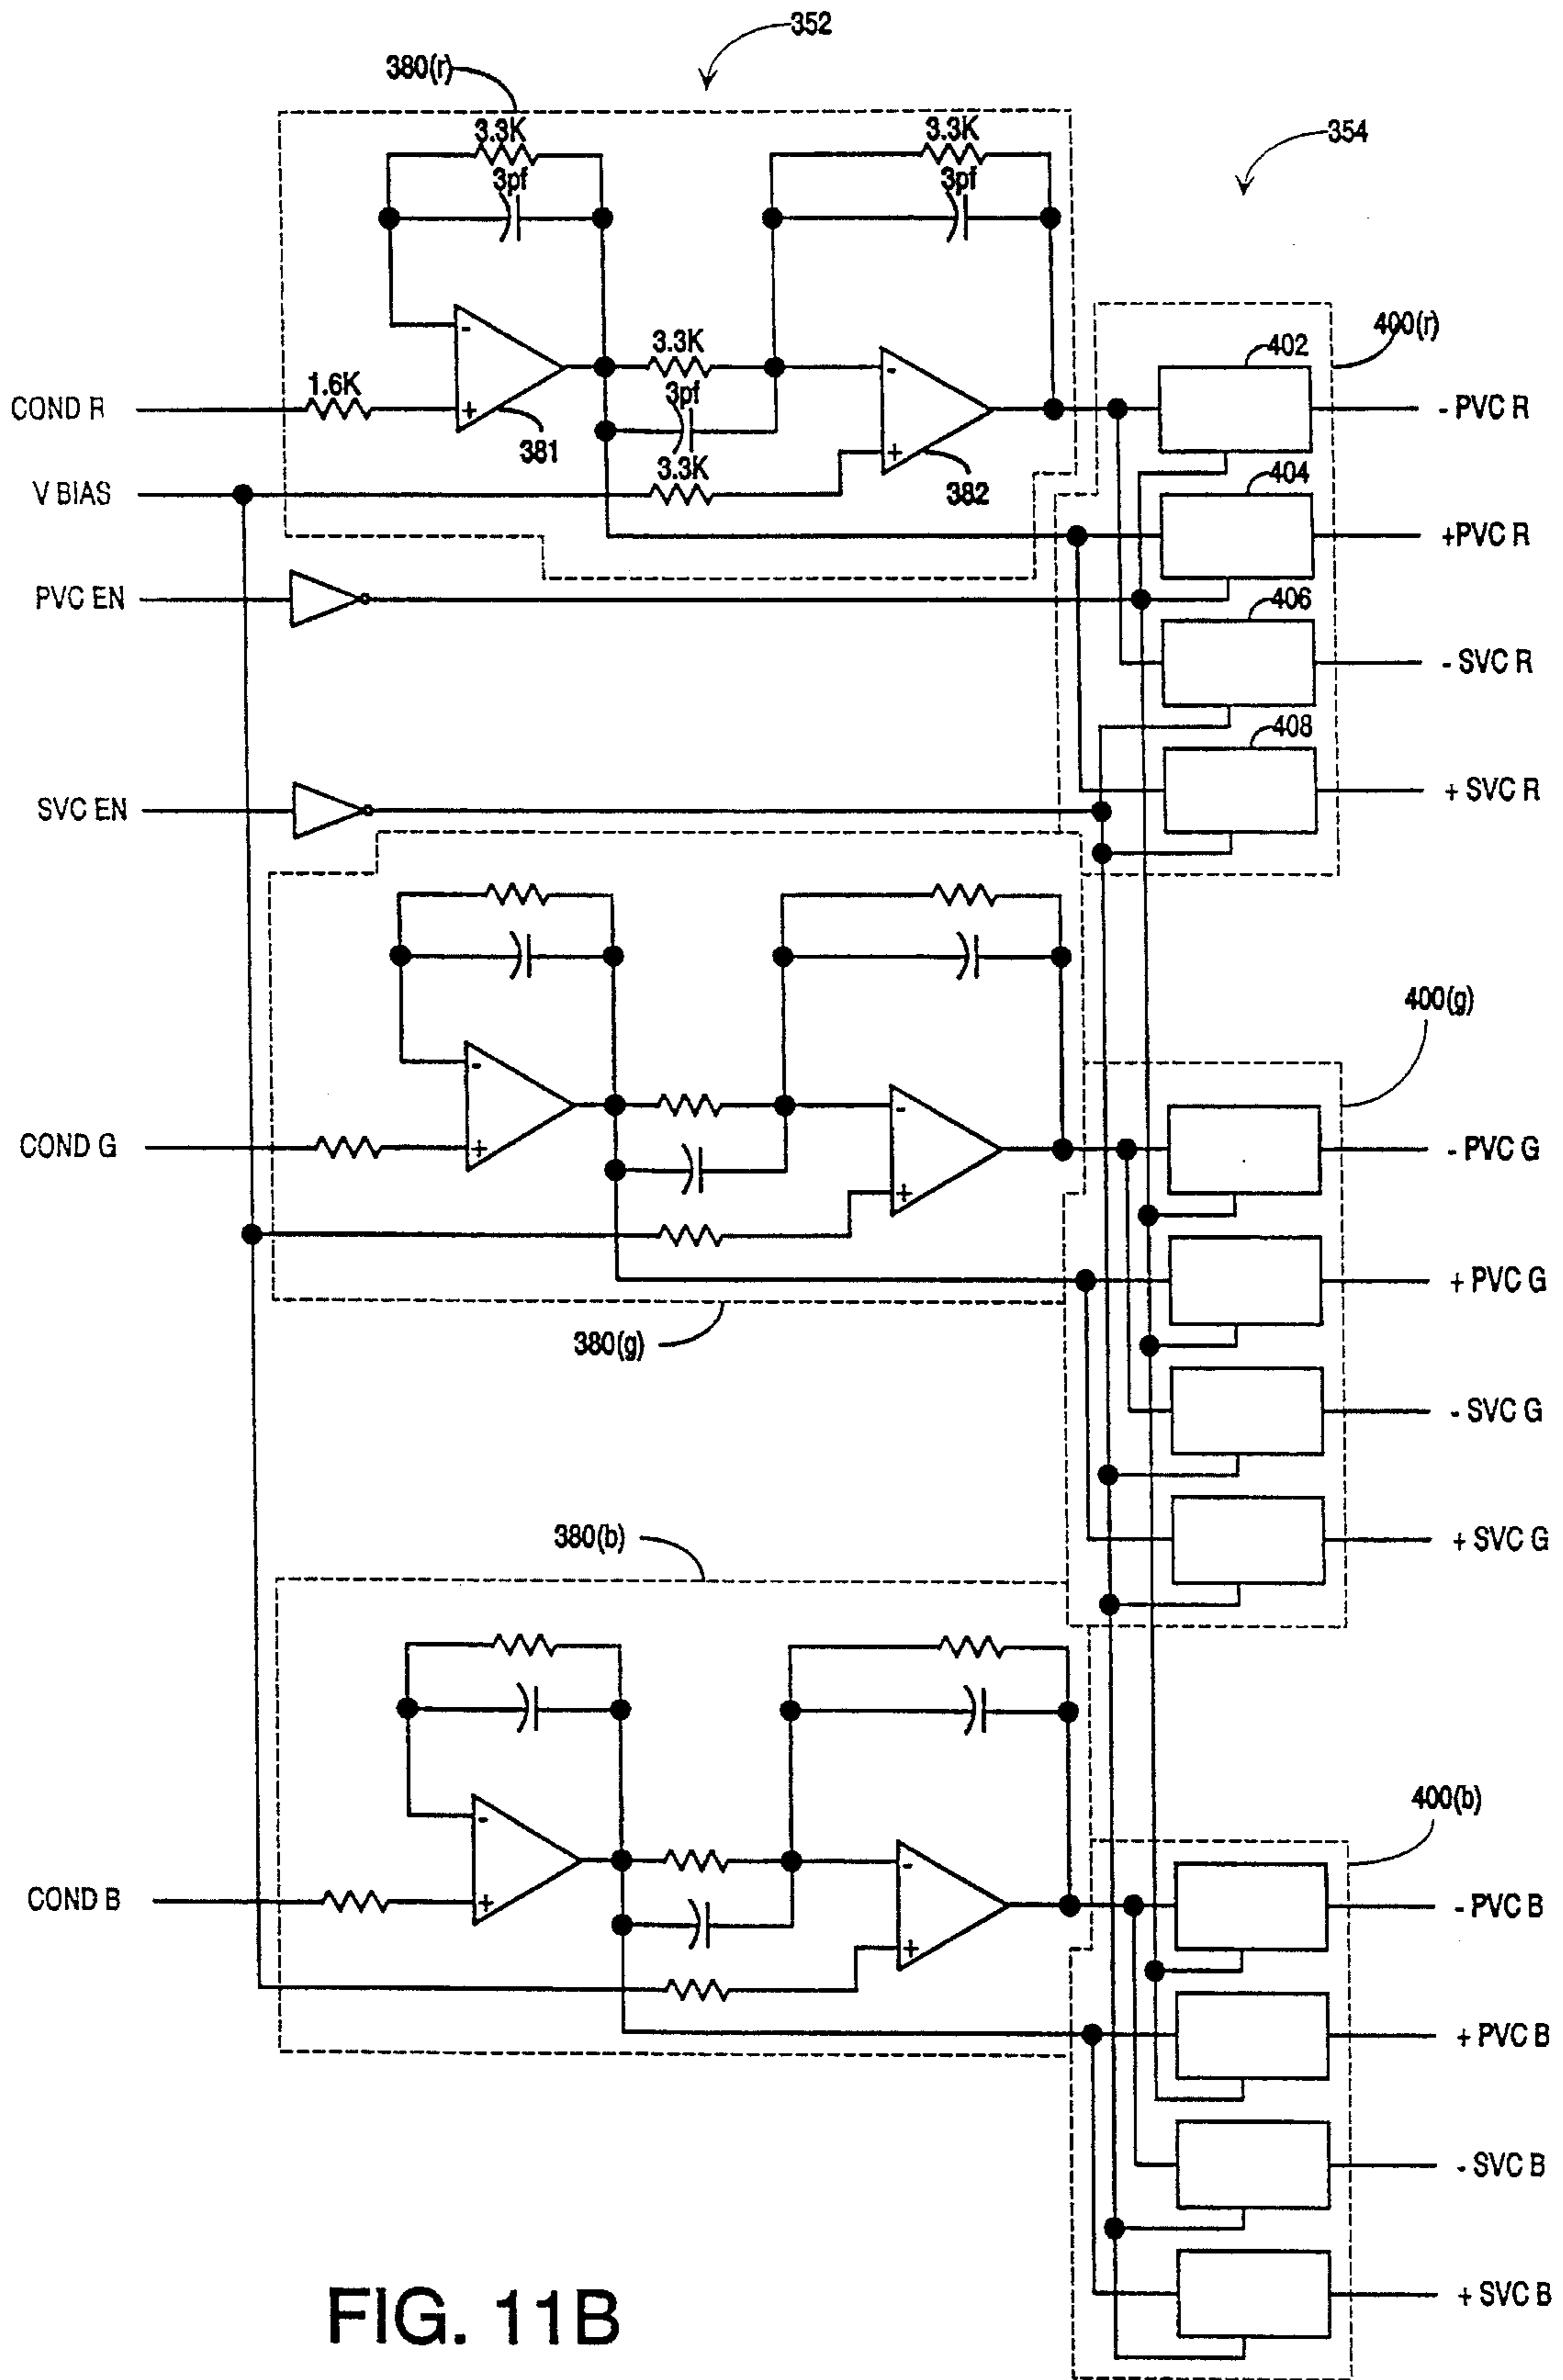 352
380(r)
354
3.3K
3.3K
3pf
3pf
400(r)
402
3.3K
1.6K
COND R
- PVC R
3pf
-
+
381
-
+
382
3.3K
V BIAS
404
+PVC R
PVC EN
406
- SVC R
408
+ SVC R
SVC EN
400(g)
-
+
-
+
COND G
- PVC G
+ PVC G
380(g)
- SVC G
380(b)
+ SVC G
400(b)
-
+
-
+
COND B
- PVC B
+ PVC B
- SVC B
+ SVC B
FIG. 11B